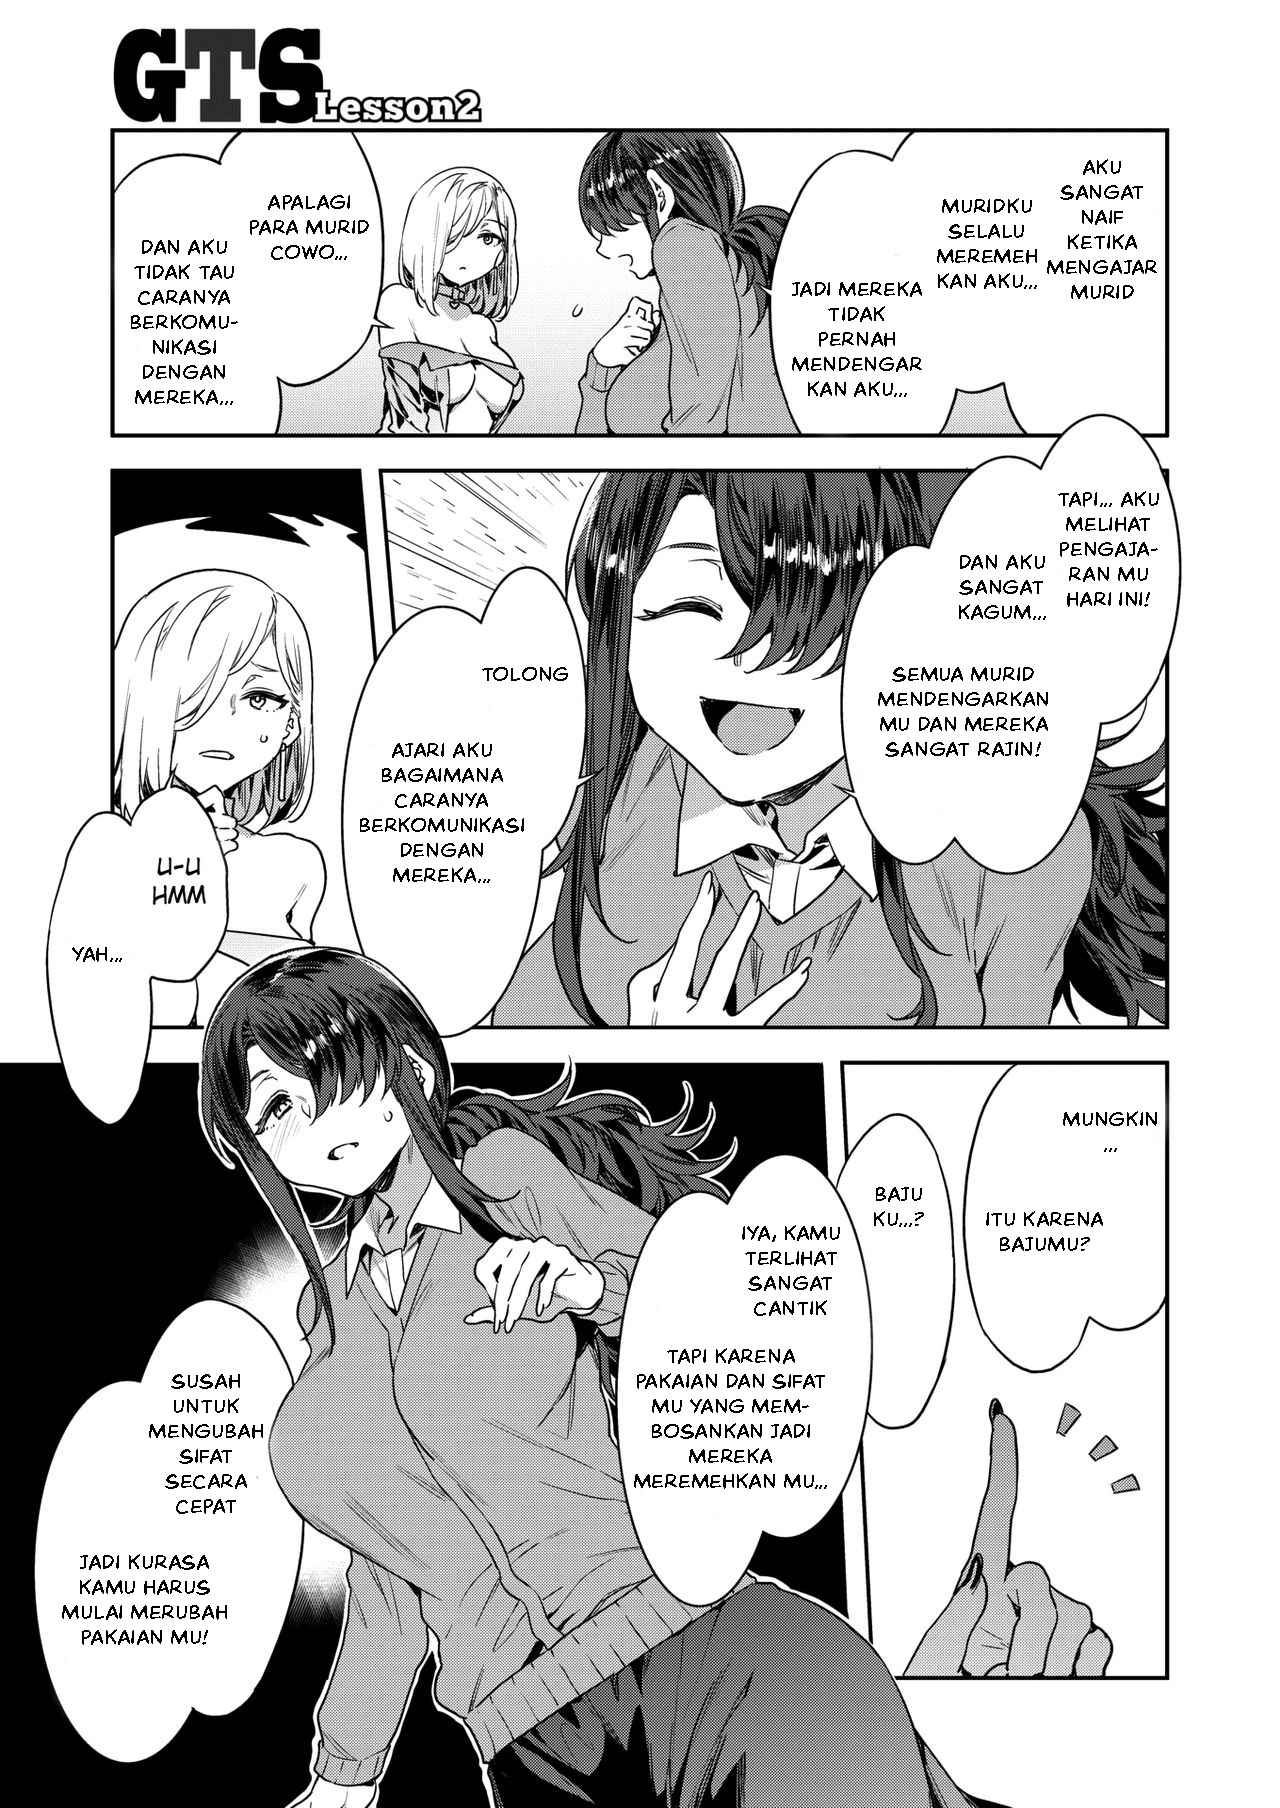 GTS
Lesson2
AKU
SANGAT
NAIF
KETIKA
MENGAJAR
MURID
MURIDKU
SELALU
MEREMEH
KAN AKU,,,
JADI MEREKA
TIDAK
PERNAH
MENDENGAR
KAN AKU,,,
APALAGI
PARA MURID
COWO,,,
DAN AKU
TIDAK TAU
CARANYA
BERKOMU-
NIKASI
DENGAN
MEREKA,,,
TAPI,,, AKU
MELIHAT
PENGAJA-
RAN MU
HARI INI!
DAN AKU
SANGAT
KAGUM,,,
SEMUA MURID
MENDENGARKAN
MU DAN MEREKA
SANGAT RAJIN!
TOLONG
AJARI AKU
BAGAIMANA
CARANYA
BERKOMUNIKASI
DENGAN
MEREKA,,,
U-U
HMM
YAH,,,
MUNGKIN
,,,
ITU KARENA
BAJUMU?
BAJU
KU,,,?
IYA, KAMU
TERLIHAT
SANGAT
CANTIK
TAPI KARENA
PAKAIAN DAN SIFAT
MU YANG MEM-
BOSANKAN JADI
MEREKA
MEREMEHKAN MU,,,
SUSAH
UNTUK
MENGUBAH
SIFAT
SECARA
CEPAT
JADI KURASA
KAMU HARUS
MULAI MERUBAH
PAKAIAN MU!